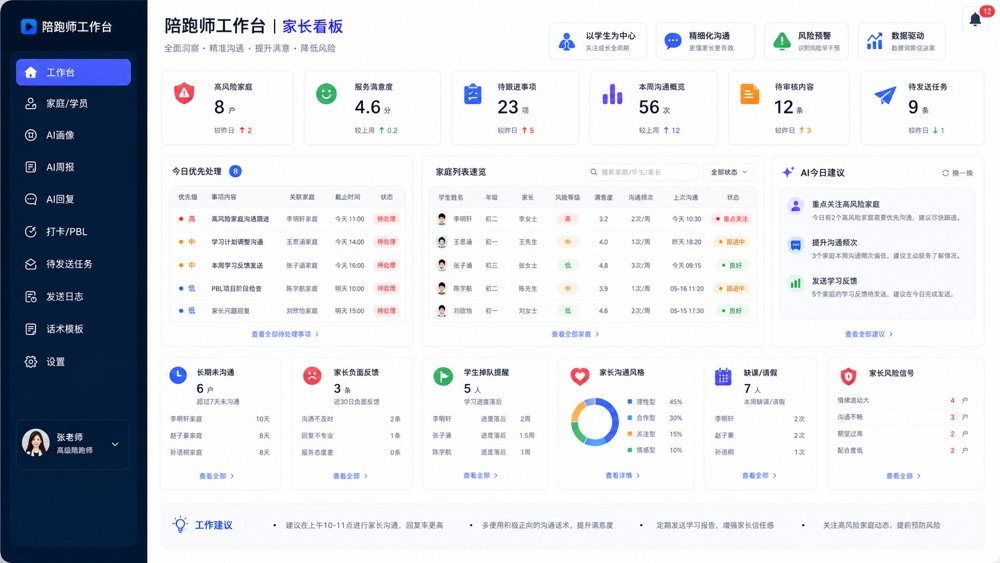 陪跑师工作台
工作台
家庭/学员
AI画像
AI周报
AI回复
打卡/PBL
待发送任务
发送日志
话术模板
设置
张老师
高级陪跑师
陪跑师工作台 | 家长看板
全面洞察 · 精准沟通 · 提升满意 · 降低风险
以学生为中心
关注成长全周期
精细化沟通
更懂家长更有效
风险预警
识别风险早干预
数据驱动
数据洞察促决策
12
高风险家庭
8 户
较昨日 ↑ 2
服务满意度
4.6 分
较上周 ↑ 0.2
待跟进事项
23 项
较昨日 ↑ 5
本周沟通概览
56 次
较上周 ↑ 12
待审核内容
12 条
较昨日 ↑ 3
待发送任务
9 条
较昨日 ↓ 1
今日优先处理 8
优先级 事项内容 关联家庭 截止时间 状态
高 高风险家庭沟通跟进 李明轩家庭 今天 11:00 待处理
中 学习计划调整沟通 王思涵家庭 今天 14:00 待处理
中 本周学习反馈发送 张子涵家庭 今天 16:00 待处理
低 PBL项目阶段检查 陈宇航家庭 明天 10:00 待处理
低 家长问题回复 刘欣怡家庭 明天 15:00 待处理
查看全部待处理事项 >
家庭列表速览
搜索家庭/学生/家长
全部状态
学生姓名 年级 家长 风险等级 满意度 沟通频次 上次沟通 状态
李明轩 初二 李女士 高 3.2 2次/周 今天 10:30 重点关注
王思涵 初一 王先生 中 4.0 1次/周 昨天 18:20 跟进中
张子涵 初三 张女士 低 4.8 3次/周 今天 09:15 良好
陈宇航 初二 陈先生 中 3.9 1次/周 05-16 11:20 跟进中
刘欣怡 初一 刘女士 低 4.6 2次/周 05-15 17:30 良好
查看全部家庭 >
AI今日建议
换一换
重点关注高风险家庭
今日有2个高风险家庭需要优先沟通，建议尽快跟进。
提升沟通频次
3个家庭本周沟通频次偏低，建议主动联务了解情况。
发送学习反馈
5个家庭的学习反馈待发送，建议在今日完成发送。
查看全部建议 >
长期未沟通
6 户
超过7天未沟通
李明轩家庭 10天
赵子豪家庭 8天
孙语桐家庭 8天
查看全部 >
家长负面反馈
3 条
近30日负面反馈
沟通不及时 2条
回复不专业 1条
服务态度差 0条
查看全部 >
学生掉队提醒
5 人
学习进度落后
李明轩 进度落后 2周
张子涵 进度落后 1.5周
陈宇航 进度落后 1周
查看全部 >
家长沟通风格
理性型 45%
合作型 30%
关注型 15%
情感型 10%
查看详情 >
缺课/请假
7 人
本周缺课/请假
李明轩 2次
赵子豪 2次
孙语桐 1次
查看全部 >
家长风险信号
情绪波动大 4 户
沟通不畅 3 户
期望过高 2 户
配合度低 2 户
查看全部 >
工作建议
• 建议在上午10-11点进行家长沟通，回复率更高
• 多使用积极正向的沟通话术，提升满意度
• 定期发送学习报告，增强家长信任感
• 关注高风险家庭动态，提前预防风险